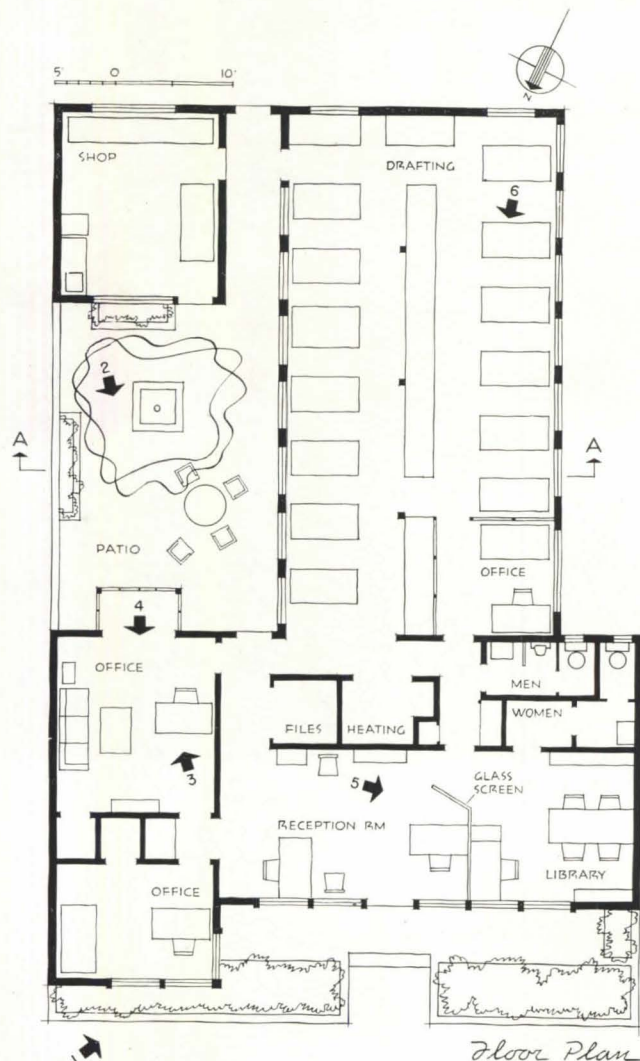 N
5' 0 10'
SHOP
DRAFTING
6
2
A
A
PATIO
OFFICE
4
OFFICE
MEN
WOMEN
FILES
HEATING
3
5
GLASS
SCREEN
RECEPTION RM
LIBRARY
OFFICE
1
Floor Plan